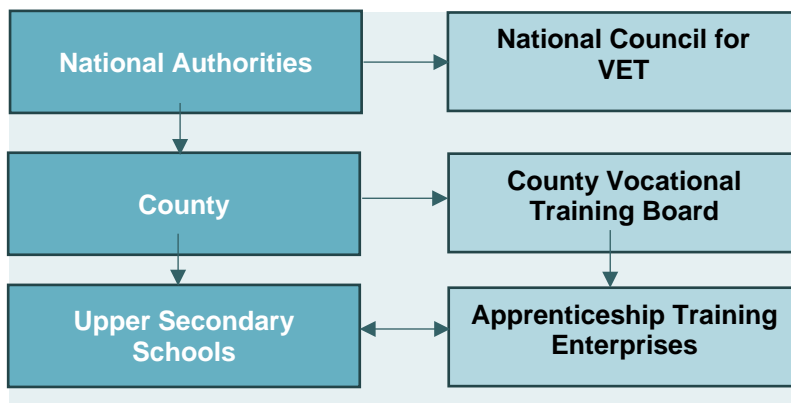 National Authorities
National Council for
VET
County
County Vocational
Training Board
Upper Secondary
Schools
Apprenticeship Training
Enterprises